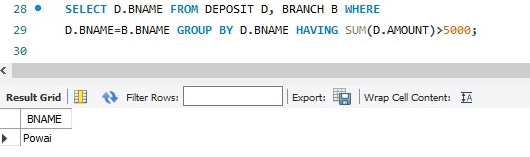 28 SELECT D.BNAME FROM DEPOSIT D, BRANCH B WHERE
29 D.BNAME=B.BNAME GROUP BY D.BNAME HAVING SUM(D.AMOUNT)>5000;
30
Result Grid Filter Rows: Export: Wrap Cell Content: IA
BNAME
Powai